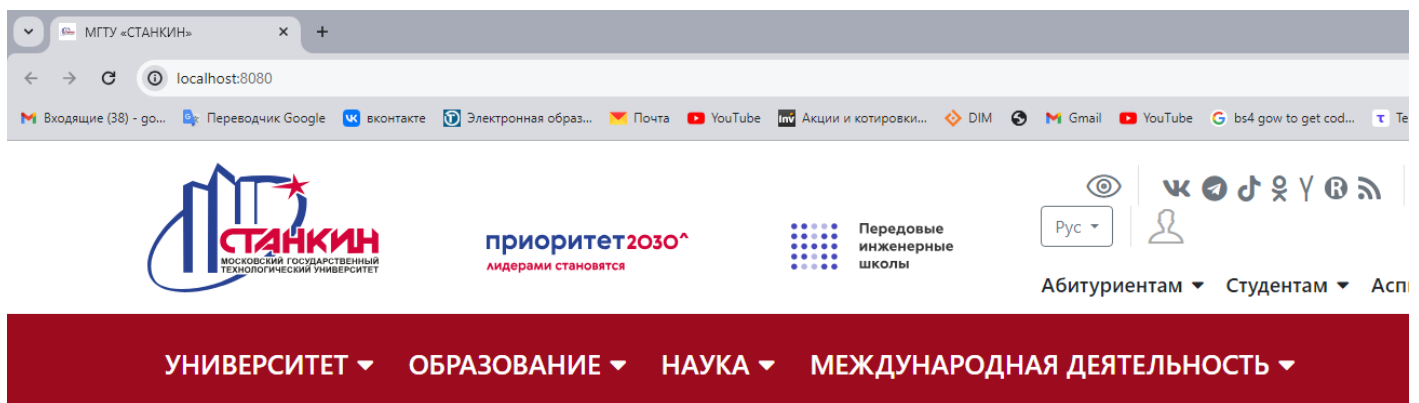 МГТУ «СТАНКИН»
localhost:8080
Входящие (38) - go... Переводчик Google вконтакте Электронная образ... Почта YouTube Акции и котировки... DIM Gmail YouTube bs4 gow to get cod... Te
СТАНКИН
МОСКОВСКИЙ ГОСУДАРСТВЕННЫЙ
ТЕХНОЛОГИЧЕСКИЙ УНИВЕРСИТЕТ
приоритет2030^
лидерами становятся
Передовые
инженерные
школы
Рус
Абитуриентам Студентам Асп
УНИВЕРСИТЕТ ОБРАЗОВАНИЕ НАУКА МЕЖДУНАРОДНАЯ ДЕЯТЕЛЬНОСТЬ